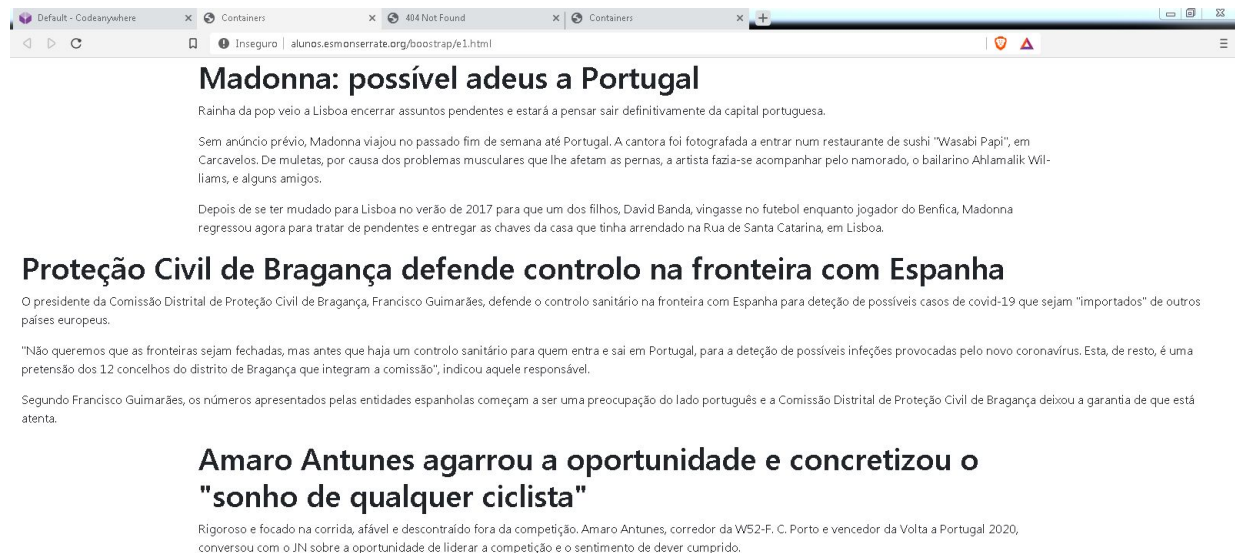 Default - Codeanywhere
Containers
404 Not Found
Containers
Inseguro
alunos.esmonserrate.org/boostrap/e1.html
Madonna: possível adeus a Portugal
Rainha da pop veio a Lisboa encerrar assuntos pendentes e estará a pensar sair definitivamente da capital portuguesa.
Sem anúncio prévio, Madonna viajou no passado fim de semana até Portugal. A cantora foi fotografada a entrar num restaurante de sushi "Wasabi Papi", em
Carcavelos. De muletas, por causa dos problemas musculares que lhe afetam as pernas, a artista fazia-se acompanhar pelo namorado, o bailarino Ahlamalik Wil-
liams, e alguns amigos.
Depois de se ter mudado para Lisboa no verão de 2017 para que um dos filhos, David Banda, vingasse no futebol enquanto jogador do Benfica, Madonna
regressou agora para tratar de pendentes e entregar as chaves da casa que tinha arrendado na Rua de Santa Catarina, em Lisboa.
Proteção Civil de Bragança defende controlo na fronteira com Espanha
O presidente da Comissão Distrital de Proteção Civil de Bragança, Francisco Guimarães, defende o controlo sanitário na fronteira com Espanha para deteção de possíveis casos de covid-19 que sejam "importados" de outros
países europeus.
"Não queremos que as fronteiras sejam fechadas, mas antes que haja um controlo sanitário para quem entra e sai em Portugal, para a deteção de possíveis infeções provocadas pelo novo coronavírus. Esta, de resto, é uma
pretensão dos 12 concelhos do distrito de Bragança que integram a comissão", indicou aquele responsável.
Segundo Francisco Guimarães, os números apresentados pelas entidades espanholas começam a ser uma preocupação do lado português e a Comissão Distrital de Proteção Civil de Bragança deixou a garantia de que está
atenta.
Amaro Antunes agarrou a oportunidade e concretizou o
"sonho de qualquer ciclista"
Rigoroso e focado na corrida, afável e descontraído fora da competição. Amaro Antunes, corredor da W52-F. C. Porto e vencedor da Volta a Portugal 2020,
conversou com o JN sobre a oportunidade de liderar a competição e o sentimento de dever cumprido.